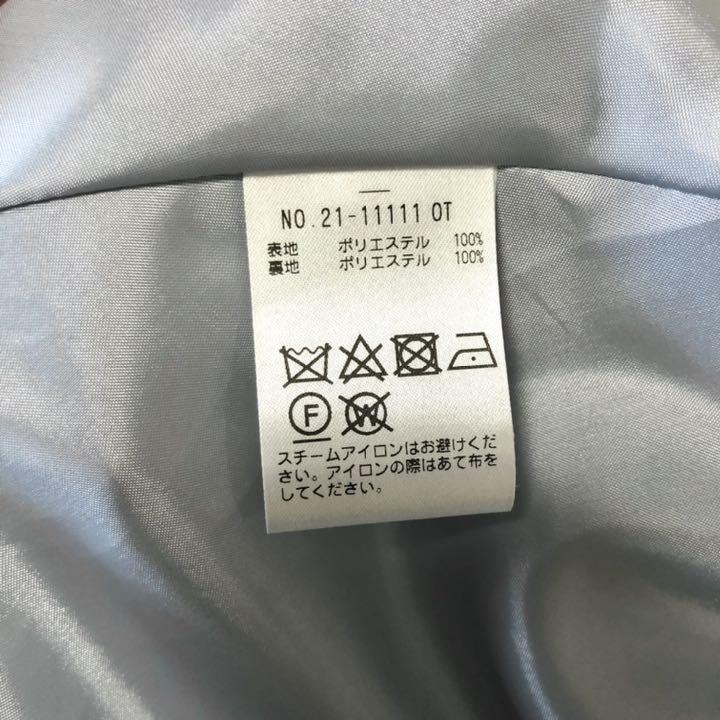 NO.21-11111 OT
表地 ポリエステル 100%
裏地 ポリエステル 100%
F W
スチームアイロンはお避けくだ
さい。アイロンの際はあて布を
してください。